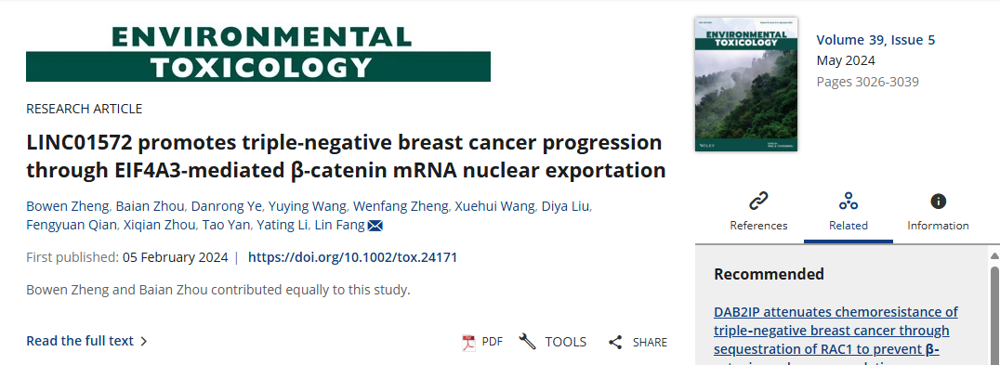 ENVIRONMENTAL
TOXICOLOGY
RESEARCH ARTICLE
LINC01572 promotes triple-negative breast cancer progression
through EIF4A3-mediated β-catenin mRNA nuclear exportation
Bowen Zheng, Baian Zhou, Danrong Ye, Yuying Wang, Wenfang Zheng, Xuehui Wang, Diya Liu,
Fengyuan Qian, Xiqian Zhou, Tao Yan, Yating Li, Lin Fang
First published: 05 February 2024 | https://doi.org/10.1002/tox.24171
Bowen Zheng and Baian Zhou contributed equally to this study.
Read the full text
PDF
TOOLS
SHARE
ENVIRONMENTAL
TOXICOLOGY
WILEY
Volume 39, Issue 5
May 2024
Pages 3026-3039
References
Related
Information
Recommended
DAB2IP attenuates chemoresistance of
triple-negative breast cancer through
sequestration of RAC1 to prevent β-